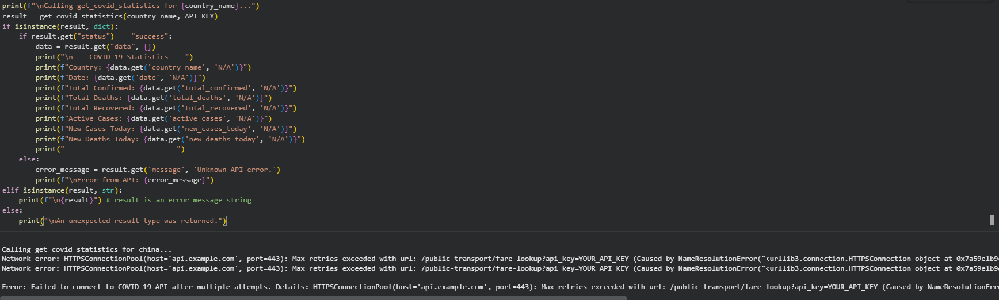 print(f"\nCalling get_covid_statistics for {country_name}...")
result = get_covid_statistics(country_name, API_KEY)
if isinstance(result, dict):
    if result.get("status") == "success":
        data = result.get("data", {})
        print("\n--- COVID-19 Statistics ---")
        print(f"Country: {data.get('country_name', 'N/A')}")
        print(f"Date: {data.get('date', 'N/A')}")
        print(f"Total Confirmed: {data.get('total_confirmed', 'N/A')}")
        print(f"Total Deaths: {data.get('total_deaths', 'N/A')}")
        print(f"Total Recovered: {data.get('total_recovered', 'N/A')}")
        print(f"Active Cases: {data.get('active_cases', 'N/A')}")
        print(f"New Cases Today: {data.get('new_cases_today', 'N/A')}")
        print(f"New Deaths Today: {data.get('new_deaths_today', 'N/A')}")
        print("---------------------------")
    else:
        error_message = result.get('message', 'Unknown API error.')
        print(f"\nError from API: {error_message}")
elif isinstance(result, str):
    print(f"\n{result}") # result is an error message string
else:
    print("\nAn unexpected result type was returned.")
Calling get_covid_statistics for china...
Network error: HTTPSConnectionPool(host='api.example.com', port=443): Max retries exceeded with url: /public-transport/fare-lookup?api_key=YOUR_API_KEY (Caused by NameResolutionError("<urllib3.connection.HTTPSConnection object at 0x7a59e1b9
Network error: HTTPSConnectionPool(host='api.example.com', port=443): Max retries exceeded with url: /public-transport/fare-lookup?api_key=YOUR_API_KEY (Caused by NameResolutionError("<urllib3.connection.HTTPSConnection object at 0x7a59e1b9
Error: Failed to connect to COVID-19 API after multiple attempts. Details: HTTPSConnectionPool(host='api.example.com', port=443): Max retries exceeded with url: /public-transport/fare-lookup?api_key=YOUR_API_KEY (Caused by NameResolutionErro